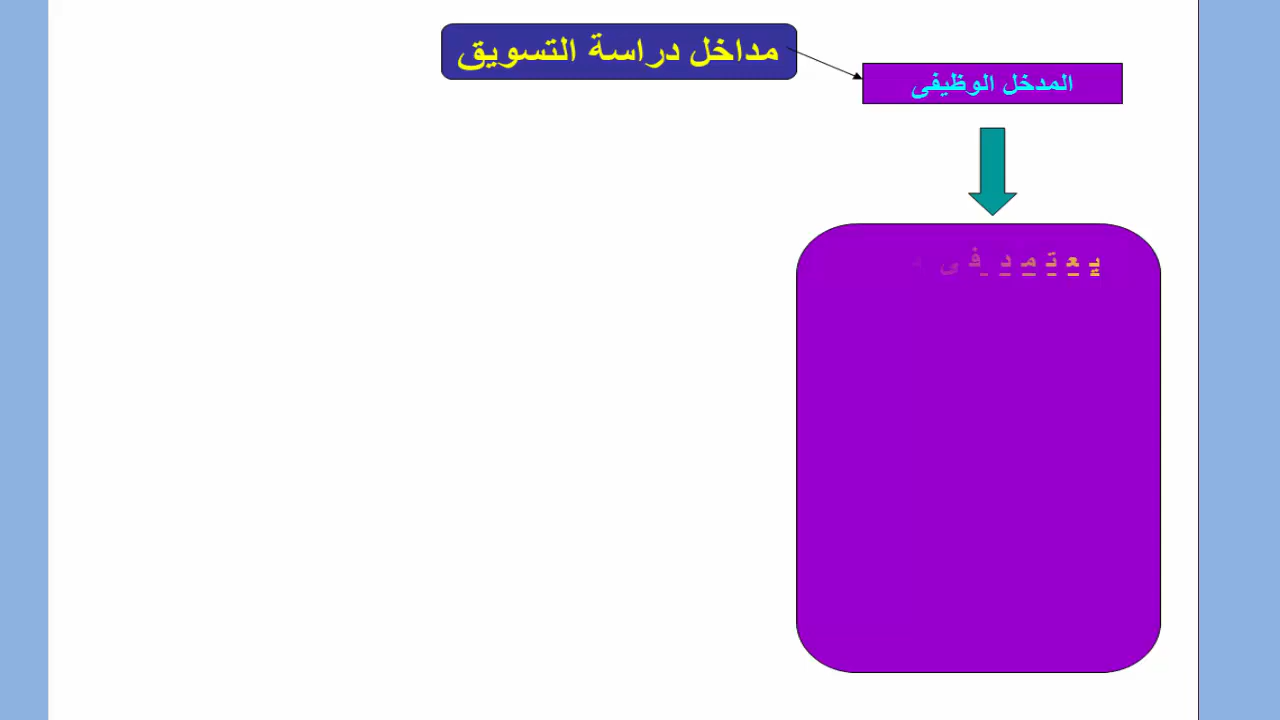 مداخل دراسة التسويق
المدخل الوظيفى
يعتمد فى